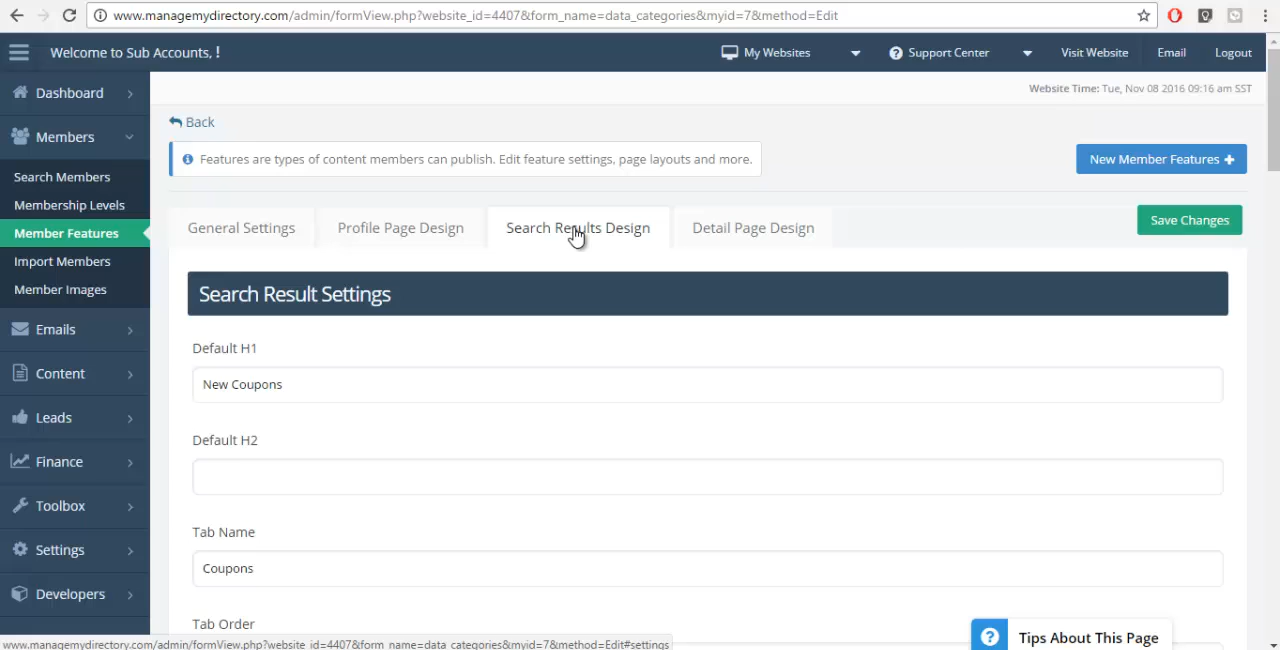 www.managemydirectory.com/admin/formView.php?website_id=4407&form_name=data_categories&myid=7&method=Edit
Welcome to Sub Accounts, !
My Websites
Support Center
Visit Website
Email
Logout
Website Time: Tue, Nov 08 2016 09:16 am SST
Dashboard
Members
Search Members
Membership Levels
Member Features
Import Members
Member Images
Emails
Content
Leads
Finance
Toolbox
Settings
Developers
Back
Features are types of content members can publish. Edit feature settings, page layouts and more.
New Member Features
General Settings
Profile Page Design
Search Results Design
Detail Page Design
Save Changes
Search Result Settings
Default H1
New Coupons
Default H2
Tab Name
Coupons
Tab Order
Tips About This Page
www.managemydirectory.com/admin/formView.php?website_id=4407&form_name=data_categories&myid=7&method=Edit#settings